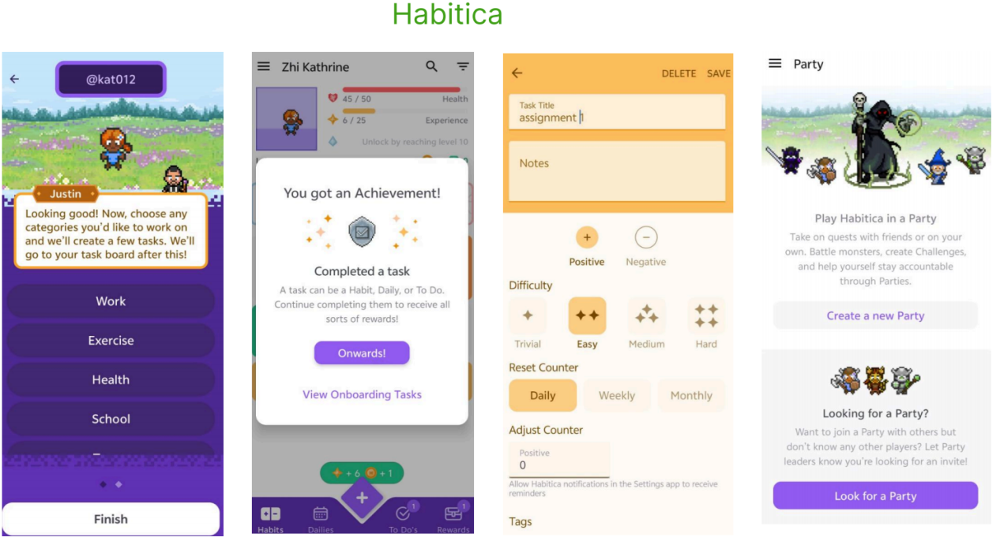 Habitica
@kat012
Justin
Looking good! Now, choose any
categories you'd like to work on
and we'll create a few tasks. We'll
go to your task board after this!
Work
Exercise
Health
School
Finish
Zhi Kathrine
45 / 50 Health
6 / 25 Experience
Unlock by reaching level 10
You got an Achievement!
Completed a task
A task can be a Habit, Daily, or To Do.
Continue completing them to receive all
sorts of rewards!
Onwards!
View Onboarding Tasks
+ 6 + 1
1 1
Habits Dailies To Do's Rewards
DELETE SAVE
Task Title
assignment 1
Notes
Positive Negative
Difficulty
Trivial Easy Medium Hard
Reset Counter
Daily Weekly Monthly
Adjust Counter
Positive
0
Allow Habitica notifications in the Settings app to receive
reminders
Tags
Party
Play Habitica in a Party
Take on quests with friends or on your
own. Battle monsters, create Challenges,
and help yourself stay accountable
through Parties.
Create a new Party
Looking for a Party?
Want to join a Party with others but
don't know any other players? Let Party
leaders know you're looking for an invite!
Look for a Party